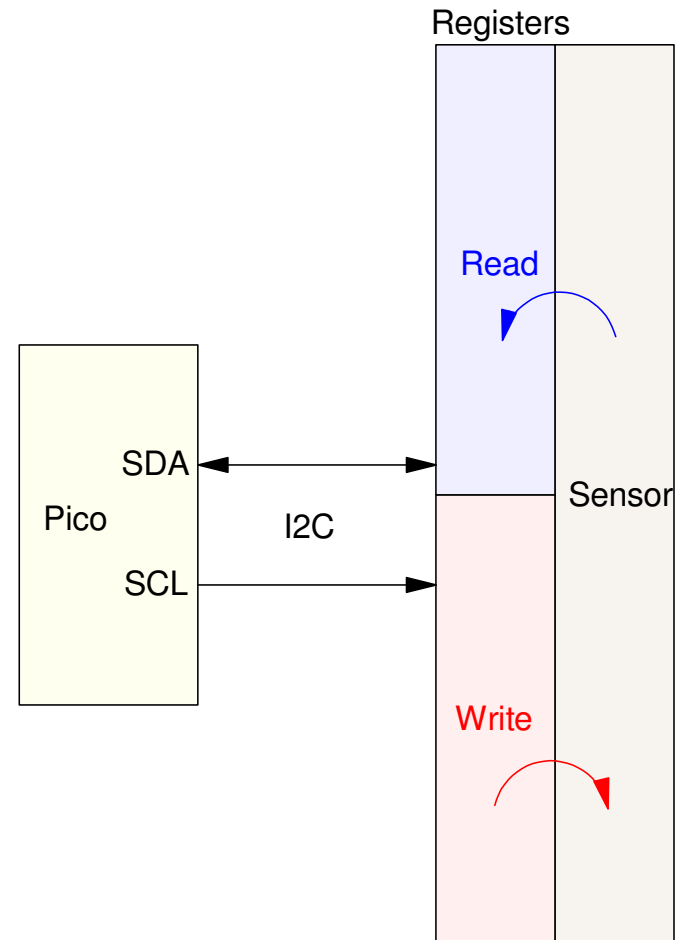 Registers
Read
SDA
Sensor
Pico
I2C
SCL
Write